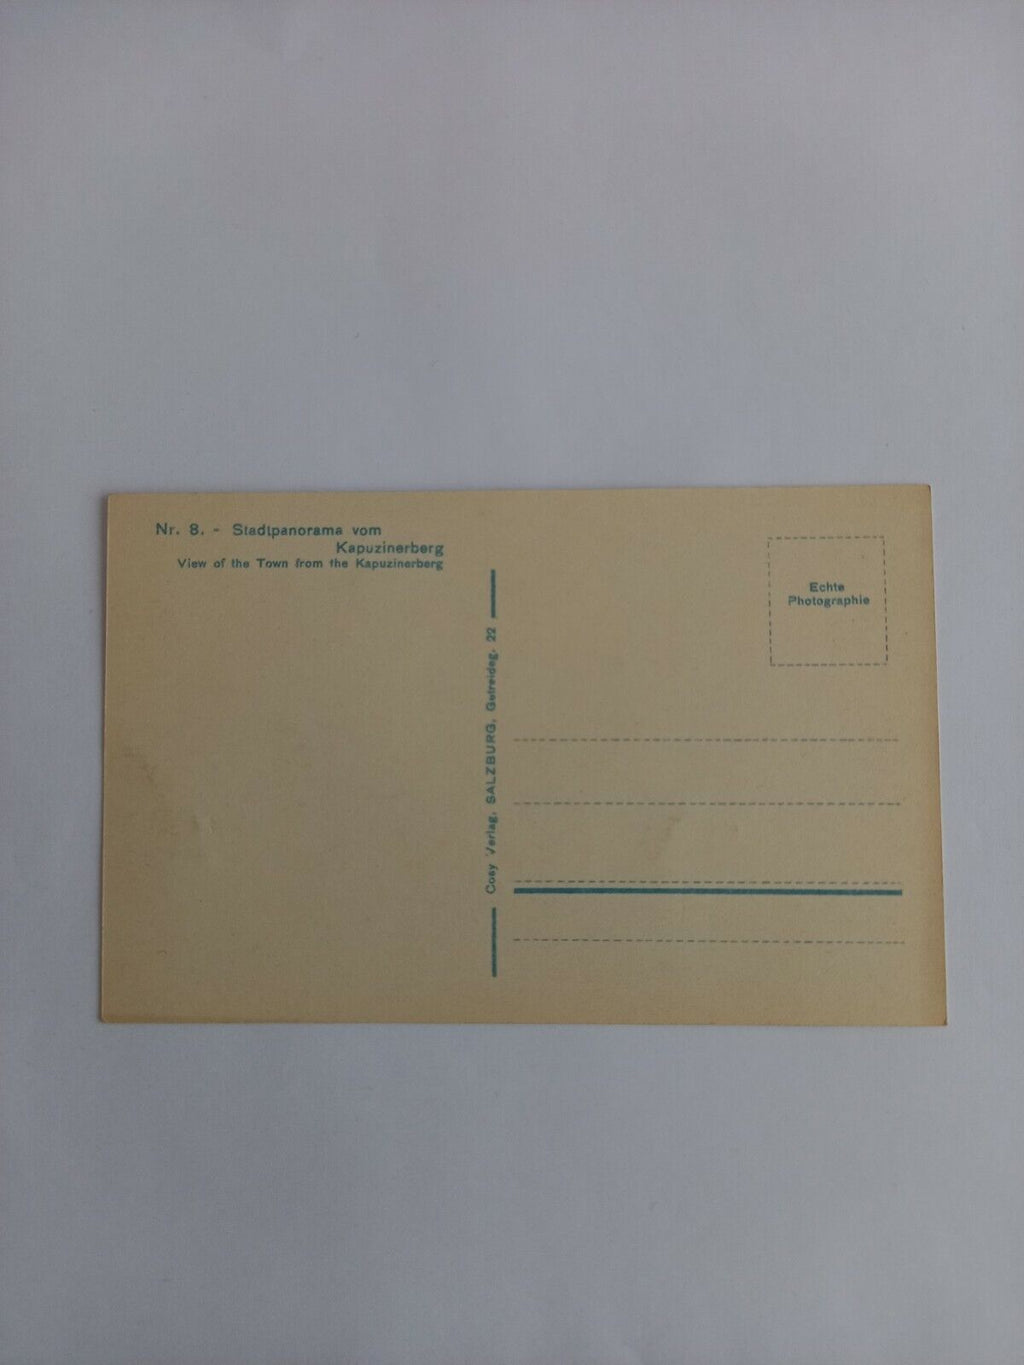 Nr. 8. - Stadtpanorama vom
Kapuzinerberg
View of the Town from the Kapuzinerberg
Cosy Verlag, SALZBURG, Getreideg. 22
Echte
Photographie